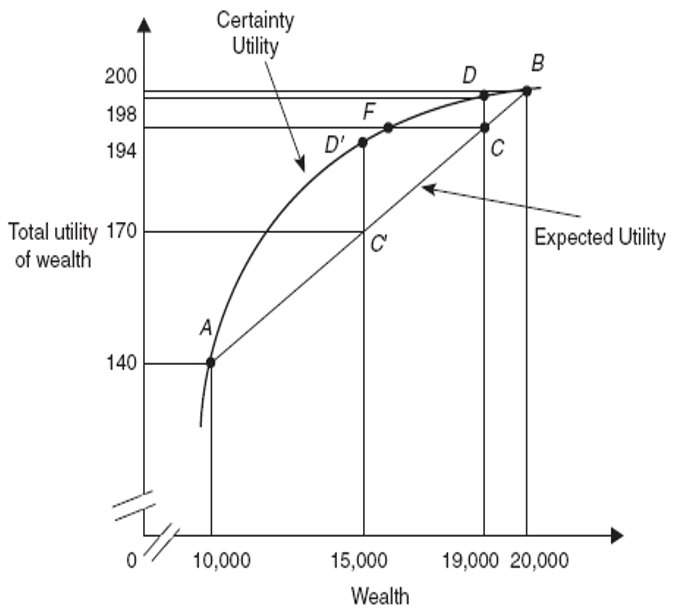 Certainty
Utility
200
198
194
Total utility 170
of wealth
140
A
D'
F
D
B
C
C'
Expected Utility
0 10,000 15,000 19,000 20,000
Wealth